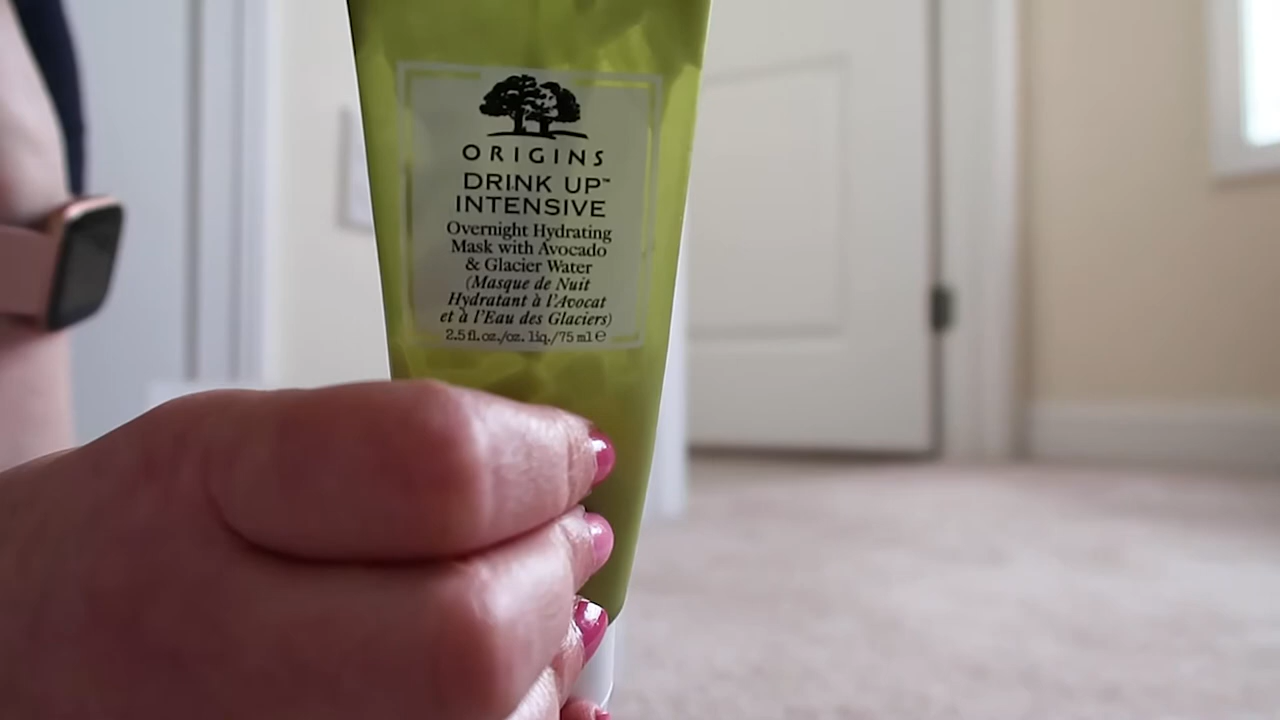 ORIGINS
DRINK UP™
INTENSIVE
Overnight Hydrating
Mask with Avocado
& Glacier Water
(Masque de Nuit
Hydratant à l'Avocat
et à l'Eau des Glaciers)
2.5 fl. oz./oz. liq./75 ml ℮